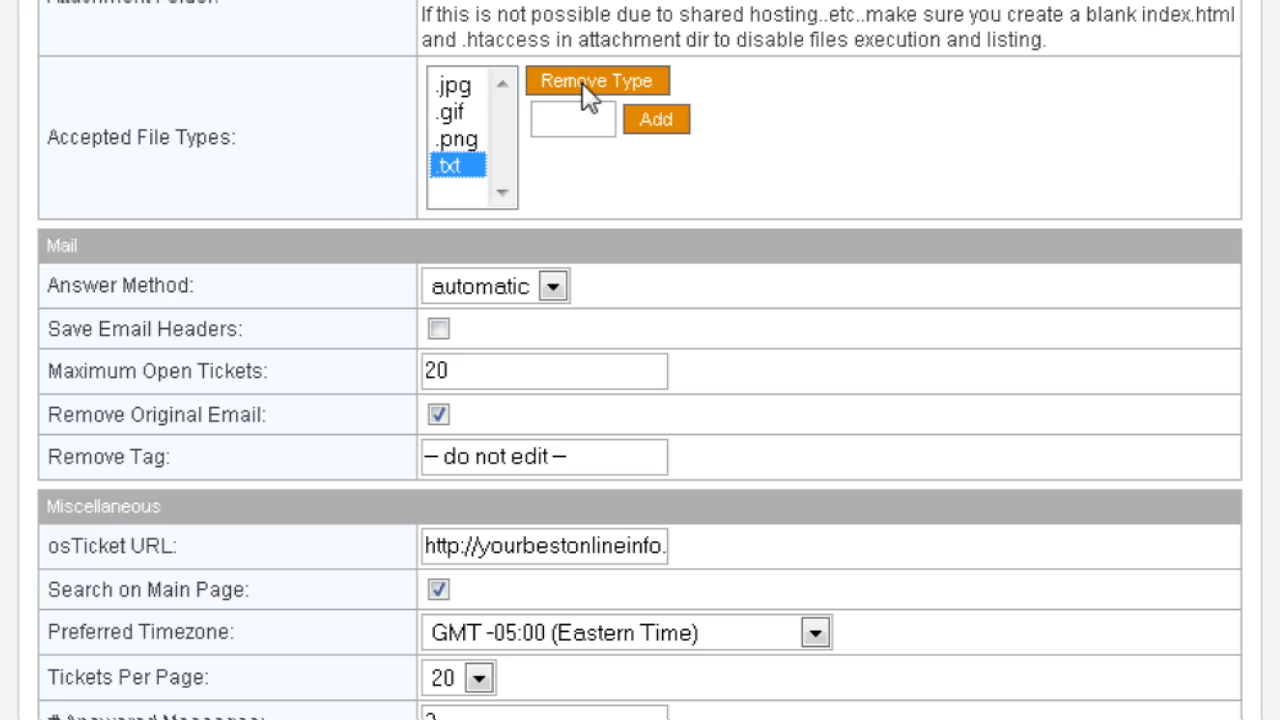 If this is not possible due to shared hosting..etc..make sure you create a blank index.html
and .htaccess in attachment dir to disable files execution and listing.
Accepted File Types:
.jpg
.gif
.png
.txt
Remove Type
Add
Mail
Answer Method:
automatic
Save Email Headers:
Maximum Open Tickets:
20
Remove Original Email:
Remove Tag:
-- do not edit --
Miscellaneous
osTicket URL:
http://yourbestonlineinfo.
Search on Main Page:
Preferred Timezone:
GMT -05:00 (Eastern Time)
Tickets Per Page:
20